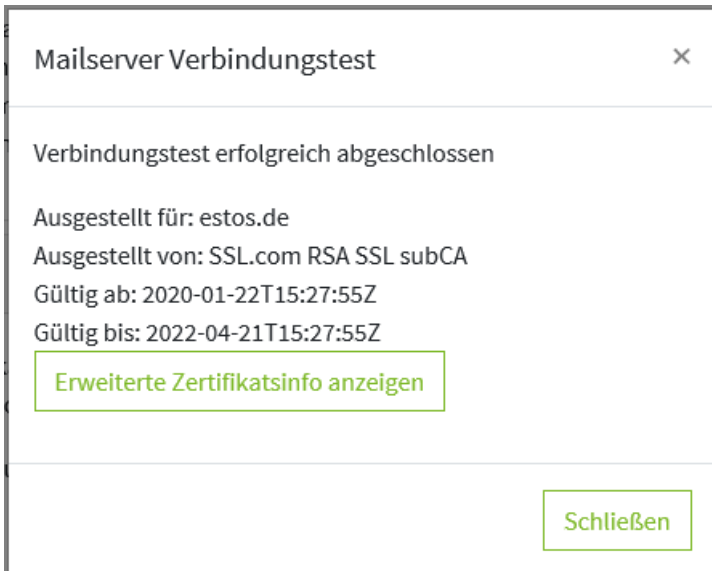 Mailserver Verbindungstest
×
Verbindungstest erfolgreich abgeschlossen
Ausgestellt für: estos.de
Ausgestellt von: SSL.com RSA SSL subCA
Gültig ab: 2020-01-22T15:27:55Z
Gültig bis: 2022-04-21T15:27:55Z
Erweiterte Zertifikatsinfo anzeigen
Schließen